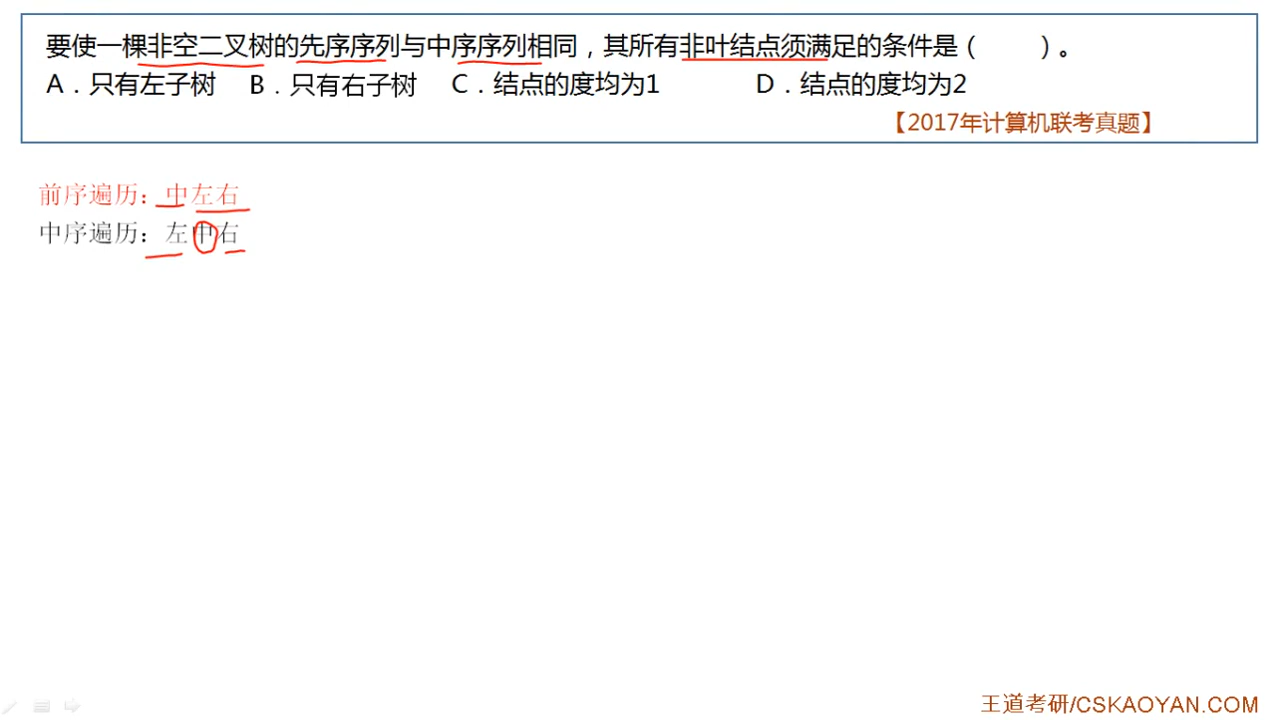 要使一棵非空二叉树的先序序列与中序序列相同，其所有非叶结点须满足的条件是（　　）。
A．只有左子树　B．只有右子树　C．结点的度均为1　D．结点的度均为2
【2017年计算机联考真题】
前序遍历：中左右
中序遍历：左中右
王道考研/CSKAOYAN.COM